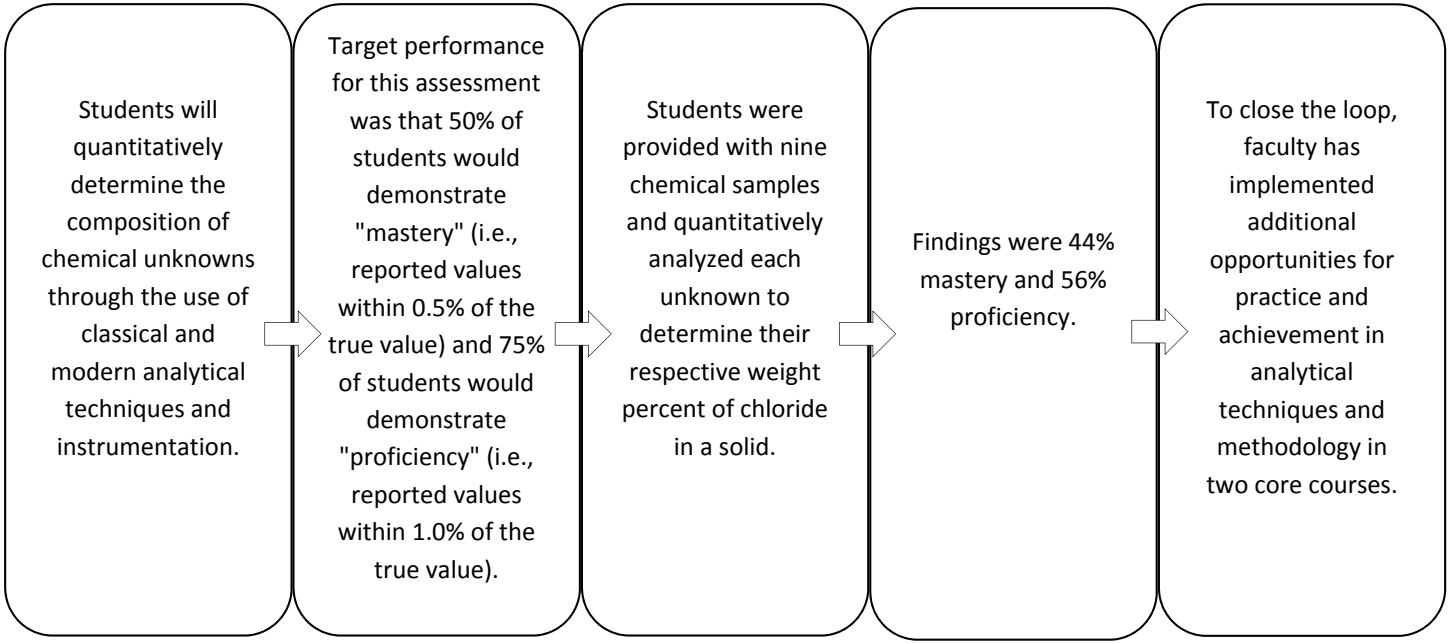 Students will
quantitatively
determine the
composition of
chemical unknowns
through the use of
classical and
modern analytical
techniques and
instrumentation.
Target performance
for this assessment
was that 50% of
students would
demonstrate
"mastery" (i.e.,
reported values
within 0.5% of the
true value) and 75%
of students would
demonstrate
"proficiency" (i.e.,
reported values
within 1.0% of the
true value).
Students were
provided with nine
chemical samples
and quantitatively
analyzed each
unknown to
determine their
respective weight
percent of chloride
in a solid.
Findings were 44%
mastery and 56%
proficiency.
To close the loop,
faculty has
implemented
additional
opportunities for
practice and
achievement in
analytical
techniques and
methodology in
two core courses.